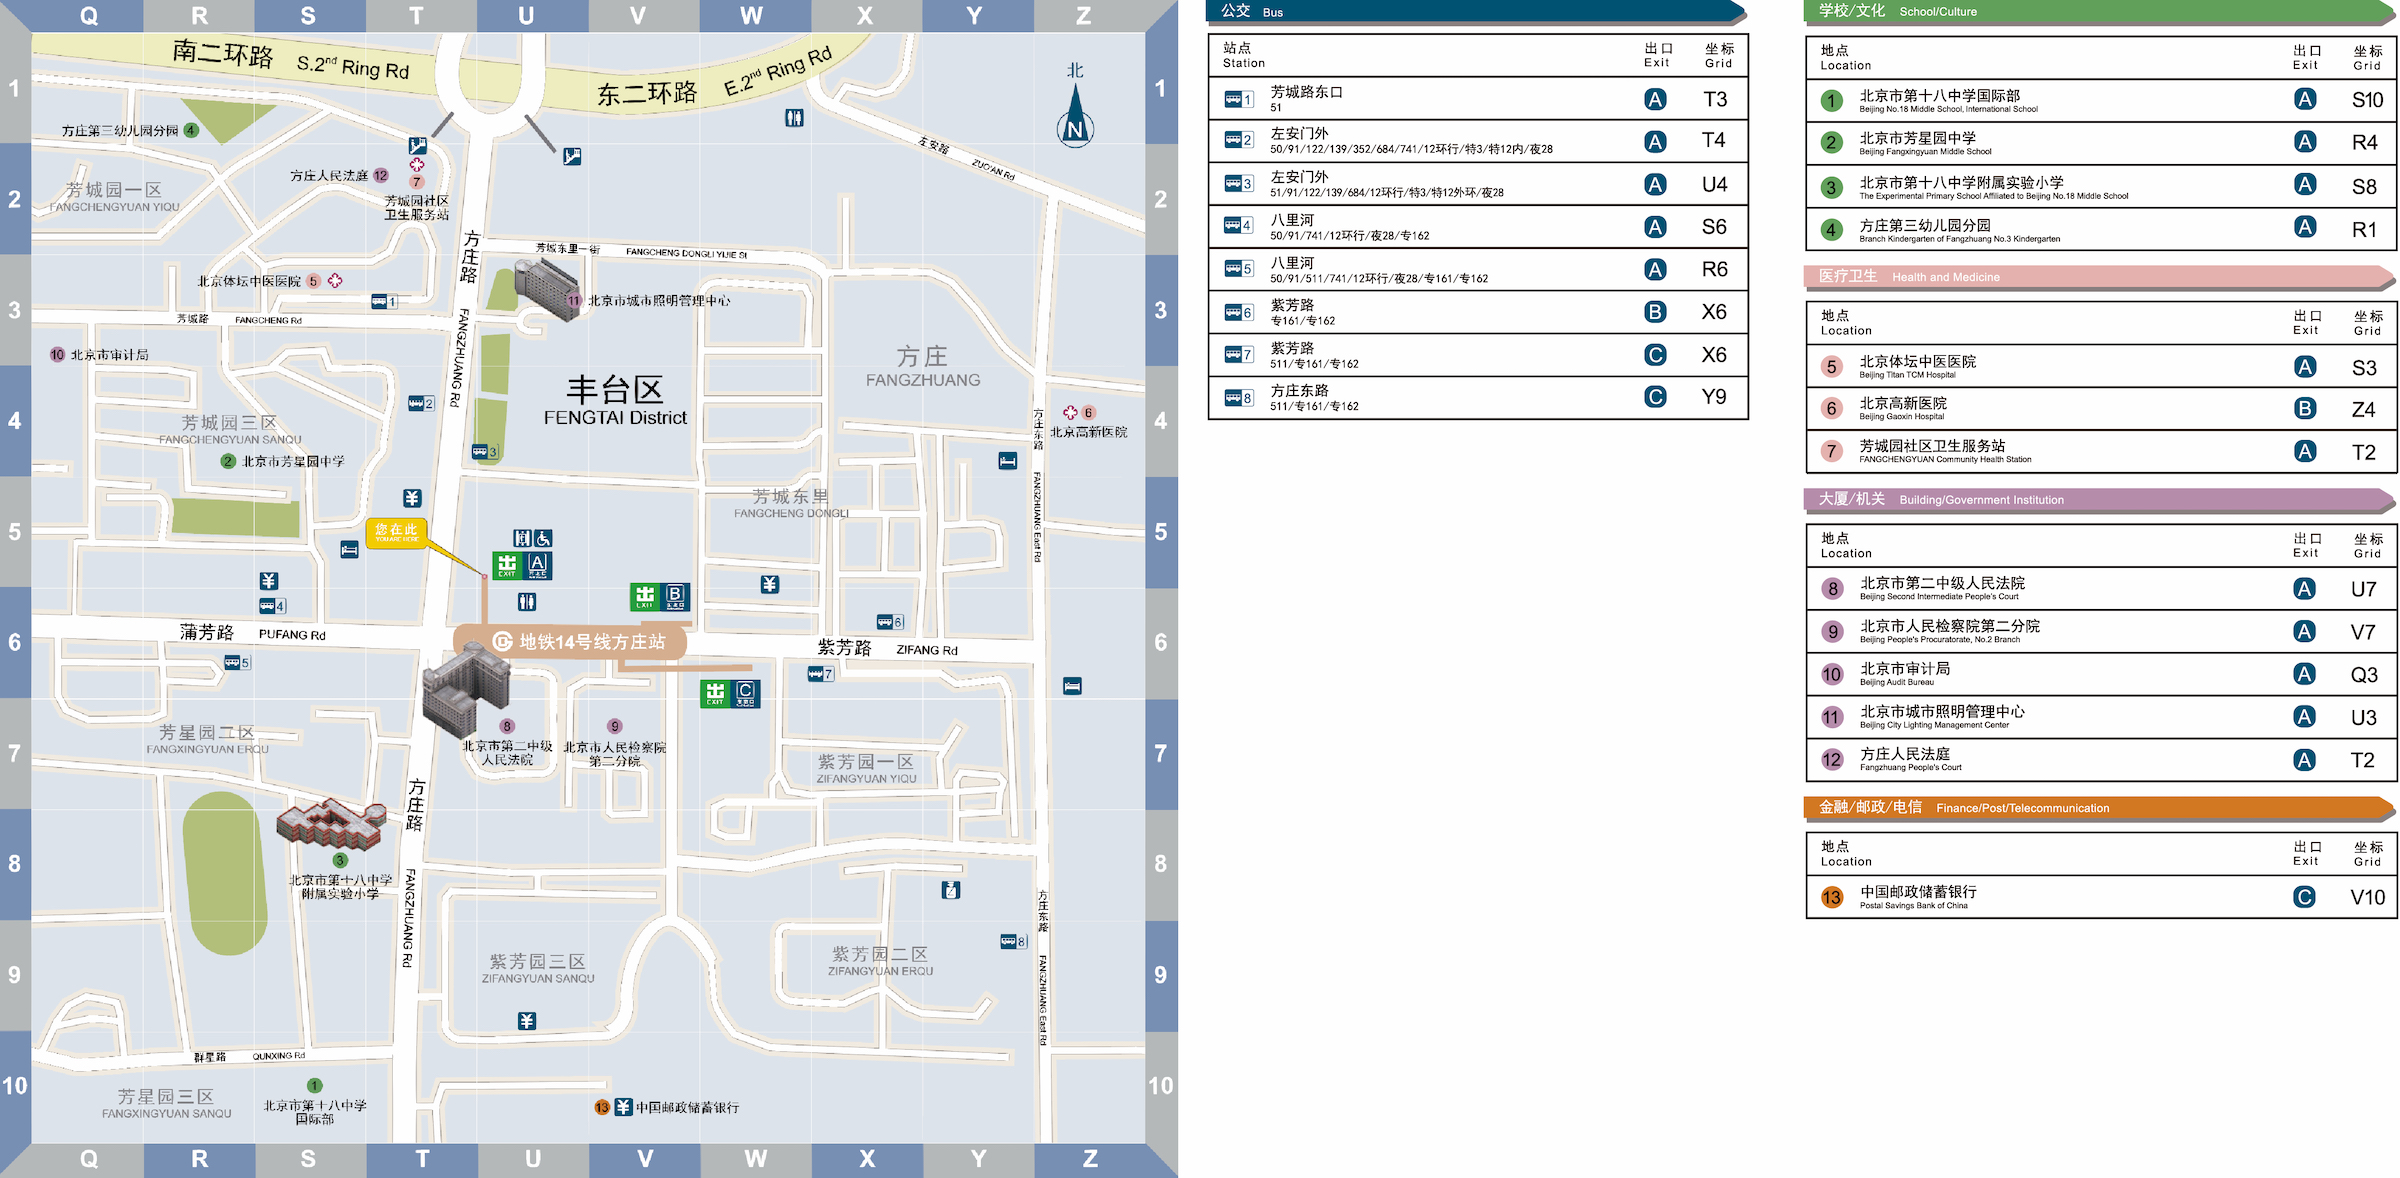 Q R S T U V W X Y Z
1
2
3
4
5
6
7
8
9
10
Q R S T U V W X Y Z
1
2
3
4
5
6
7
8
9
10
南二环路 S.2nd Ring Rd
东二环路 E.2nd Ring Rd
北
N
方庄第三幼儿园分园 4
左安路 ZUO'AN Rd
方庄人民法庭 12
7
芳城园社区
卫生服务站
芳城园一区
FANGCHENGYUAN YIQU
方庄路
芳城东里一街 FANGCHENG DONGLI YIJIE St
北京体坛中医医院 5
1
11 北京市城市照明管理中心
芳城路 FANGCHENG Rd
FANGZHUANG Rd
10 北京市审计局
方庄
FANGZHUANG
丰台区
FENGTAI District
2
6
北京高新医院
方庄东路
芳城园三区
FANGCHENGYUAN SANQU
3
2 北京市芳星园中学
FANGZHUANG East Rd
芳城东里
FANGCHENG DONGLI
您在此
YOU ARE HERE
出 EXIT A
出 EXIT B
4
6
蒲芳路 PUFANG Rd
地铁14号线方庄站
紫芳路 ZIFANG Rd
5
7
出 EXIT C
8
北京市第二中级
人民法院
9
北京市人民检察院
第二分院
芳星园二区
FANGXINGYUAN ERQU
紫芳园一区
ZIFANGYUAN YIQU
方庄路
3
北京市第十八中学
附属实验小学
FANGZHUANG Rd
方庄东路
8
紫芳园三区
ZIFANGYUAN SANQU
紫芳园二区
ZIFANGYUAN ERQU
FANGZHUANG East Rd
群星路 QUNXING Rd
芳星园三区
FANGXINGYUAN SANQU
1
北京市第十八中学
国际部
13 中国邮政储蓄银行
公交 Bus
站点 出口 坐标
Station Exit Grid
1 芳城路东口 A T3
51
2 左安门外 A T4
50/91/122/139/352/684/741/12环行/特3/特12内/夜28
3 左安门外 A U4
51/91/122/139/684/12环行/特3/特12外环/夜28
4 八里河 A S6
50/91/741/12环行/夜28/专162
5 八里河 A R6
50/91/511/741/12环行/夜28/专161/专162
6 紫芳路 B X6
专161/专162
7 紫芳路 C X6
511/专161/专162
8 方庄东路 C Y9
511/专161/专162
学校/文化 School/Culture
地点 出口 坐标
Location Exit Grid
1 北京市第十八中学国际部 A S10
Beijing No.18 Middle School, International School
2 北京市芳星园中学 A R4
Beijing Fangxingyuan Middle School
3 北京市第十八中学附属实验小学 A S8
The Experimental Primary School Affiliated to Beijing No.18 Middle School
4 方庄第三幼儿园分园 A R1
Branch Kindergarten of Fangzhuang No.3 Kindergarten
医疗卫生 Health and Medicine
地点 出口 坐标
Location Exit Grid
5 北京体坛中医医院 A S3
Beijing Titan TCM Hospital
6 北京高新医院 B Z4
Beijing Gaoxin Hospital
7 芳城园社区卫生服务站 A T2
FANGCHENGYUAN Community Health Station
大厦/机关 Building/Government Institution
地点 出口 坐标
Location Exit Grid
8 北京市第二中级人民法院 A U7
Beijing Second Intermediate People's Court
9 北京市人民检察院第二分院 A V7
Beijing People's Procuratorate, No.2 Branch
10 北京市审计局 A Q3
Beijing Audit Bureau
11 北京市城市照明管理中心 A U3
Beijing City Lighting Management Center
12 方庄人民法庭 A T2
Fangzhuang People's Court
金融/邮政/电信 Finance/Post/Telecommunication
地点 出口 坐标
Location Exit Grid
13 中国邮政储蓄银行 C V10
Postal Savings Bank of China